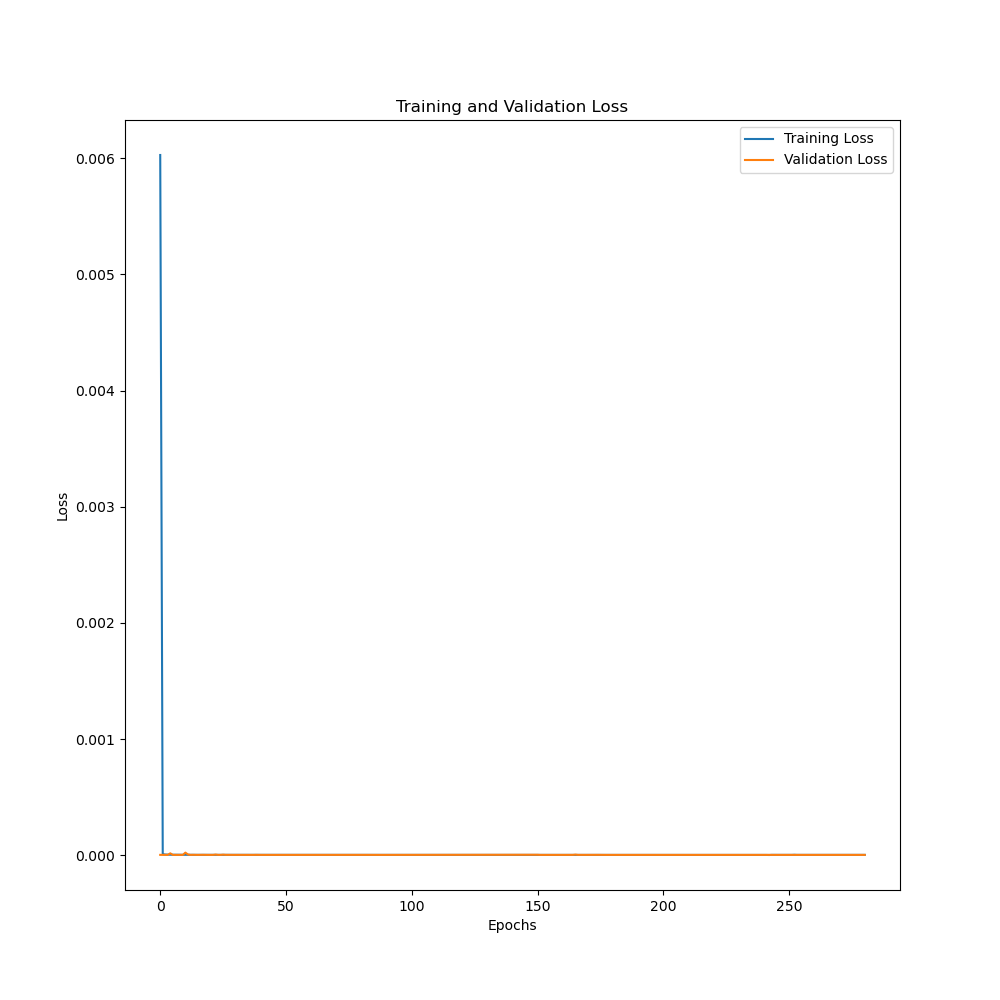 Training and Validation Loss
Training Loss
Validation Loss
0.006
0.005
0.004
0.003
0.002
0.001
0.000
Loss
0 50 100 150 200 250
Epochs